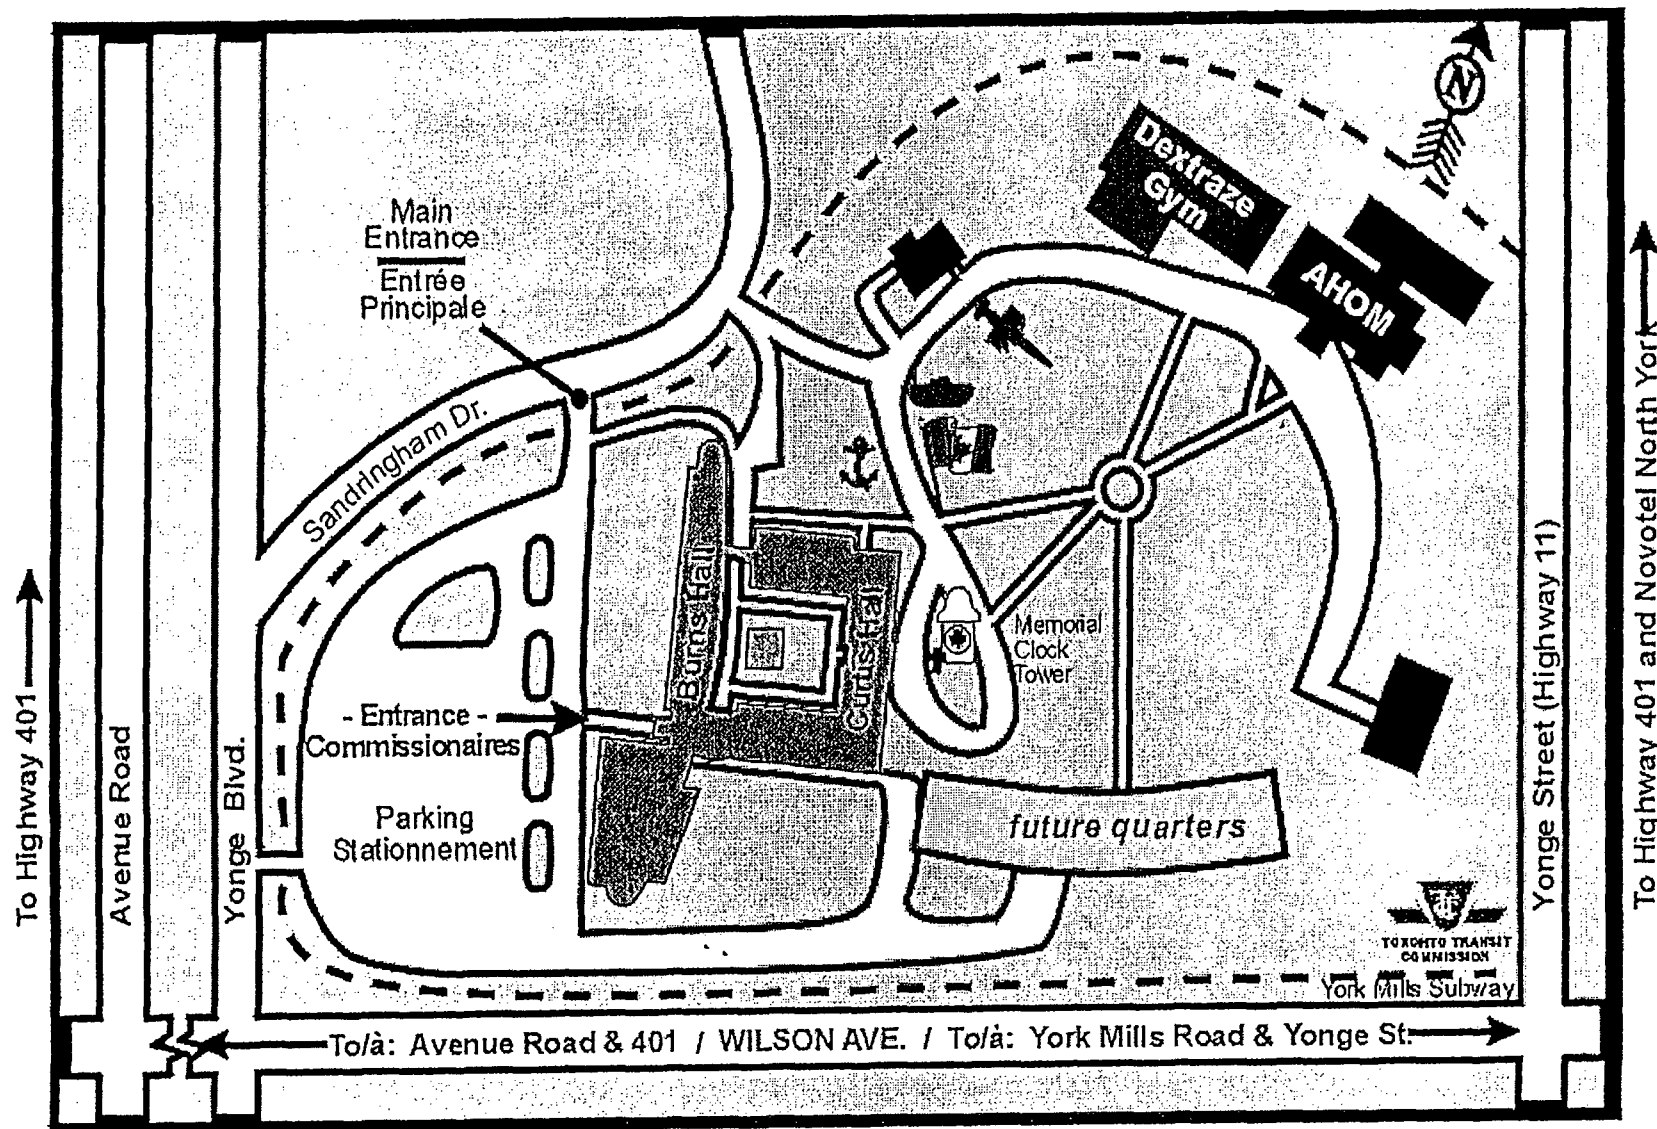 N
Dextraze
Gym
AHOM
Main
Entrance
Entrée
Principale
Sandringham Dr.
Burns Hall
Curtis Hall
Memorial
Clock
Tower
- Entrance -
Commissionaires
Parking
Stationnement
future quarters
TORONTO TRANSIT
COMMISSION
York Mills Subway
To Highway 401
Avenue Road
Yonge Blvd.
Yonge Street (Highway 11)
To Highway 401 and Novotel North York
To/à: Avenue Road & 401 / WILSON AVE. / To/à: York Mills Road & Yonge St.